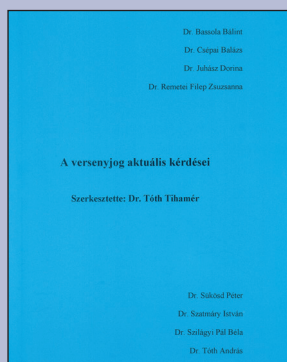 Dr. Bassola Bálint
Dr. Csépai Balázs
Dr. Juhász Dorina
Dr. Remetei Filep Zsuzsanna
A versenyjog aktuális kérdései
Szerkesztette: Dr. Tóth Tihamér
Dr. Sükösd Péter
Dr. Szatmáry István
Dr. Szilágyi Pál Béla
Dr. Tóth András